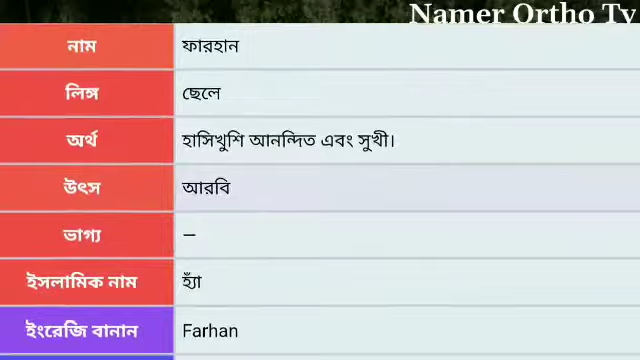 Namer Ortho Tv
নাম ফারহান
লিঙ্গ ছেলে
অর্থ হাসিখুশি আনন্দিত এবং সুখী।
উৎস আরবি
ভাগ্য –
ইসলামিক নাম হ্যাঁ
ইংরেজি বানান Farhan